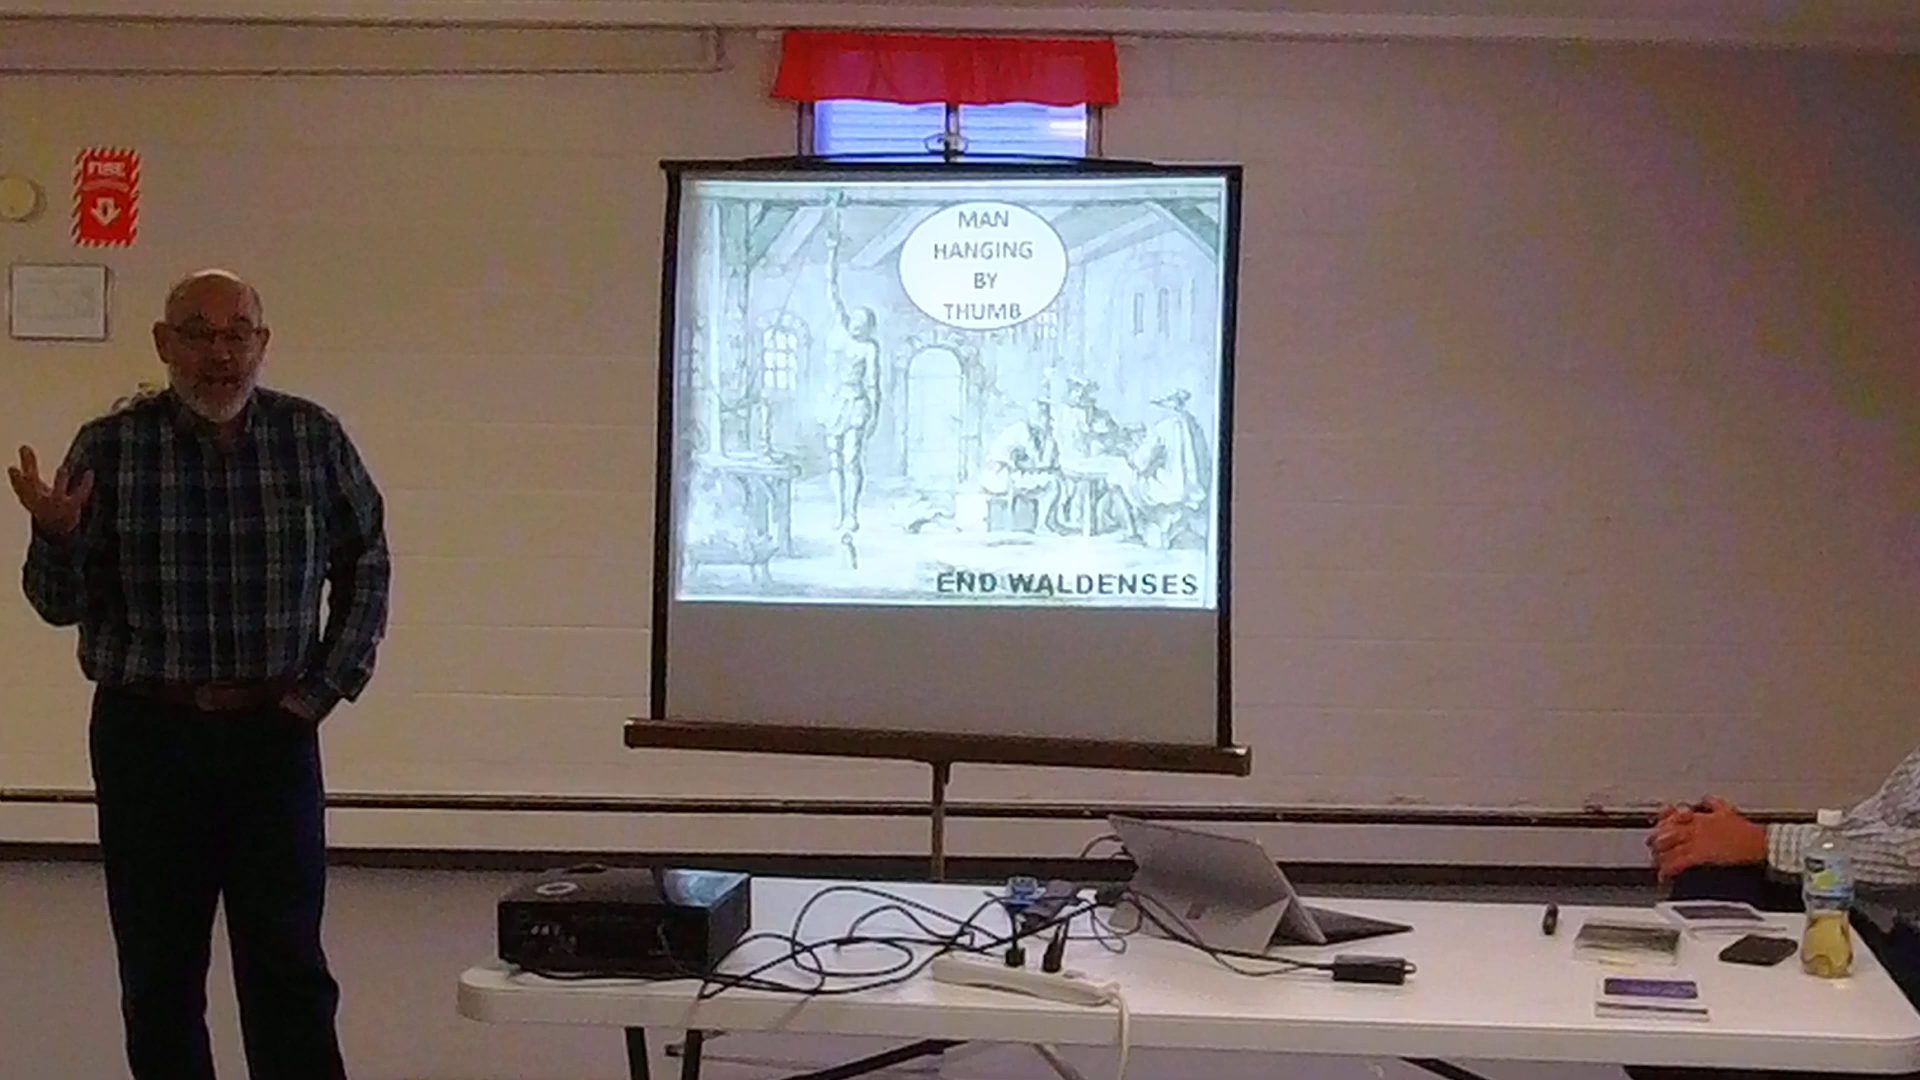 FIRE
MAN
HANGING
BY
THUMB
END WALDENSES